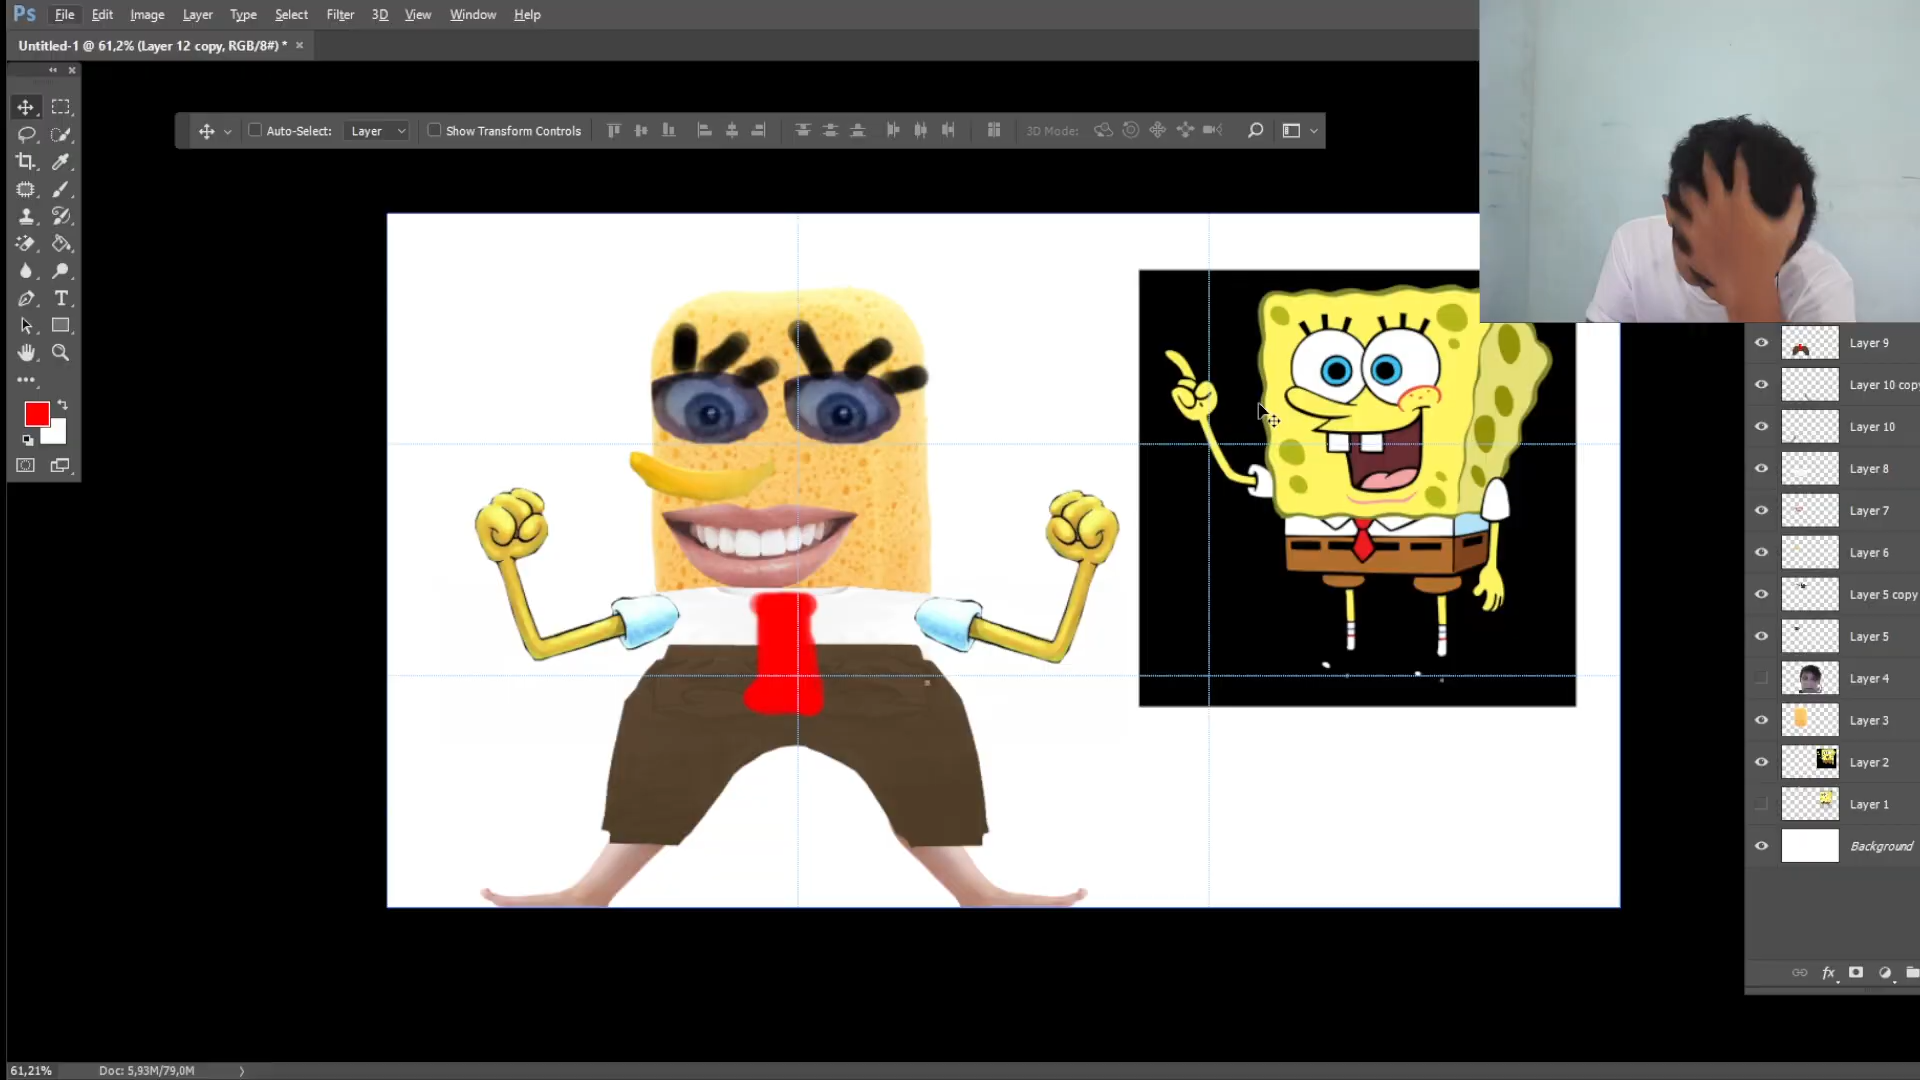 Ps File Edit Image Layer Type Select Filter 3D View Window Help
Untitled-1 @ 61,2% (Layer 12 copy, RGB/8#) * ×
Auto-Select: Layer Show Transform Controls 3D Mode:
T
Layer 9
Layer 10 copy
Layer 10
Layer 8
Layer 7
Layer 6
Layer 5 copy
Layer 5
Layer 4
Layer 3
Layer 2
Layer 1
Background
fx
61,21% Doc: 5,93M/79,0M